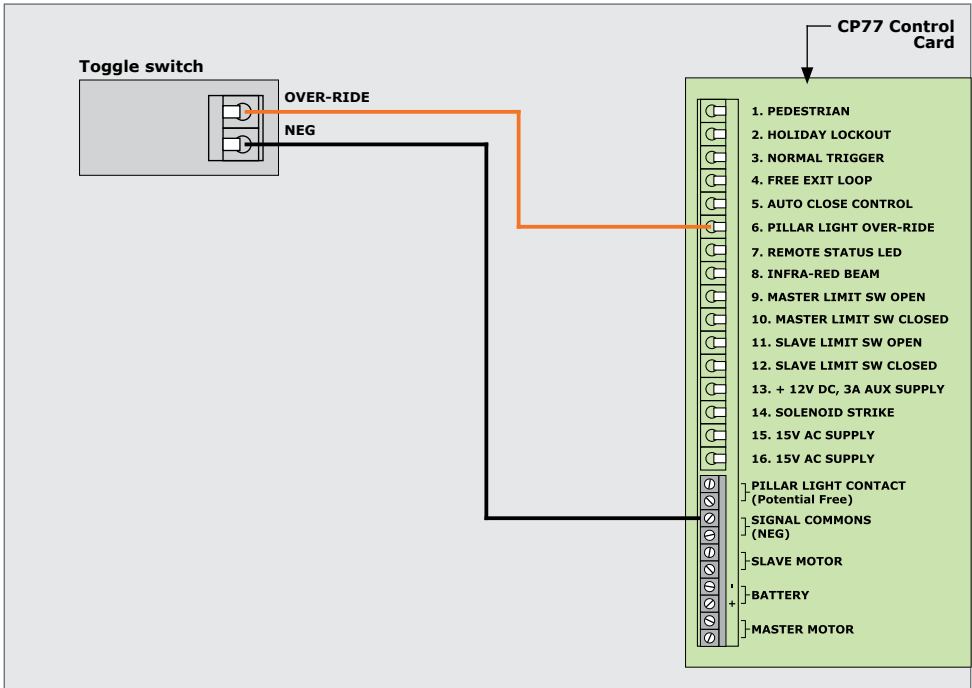 CP77 Control
Card
Toggle switch
OVER-RIDE
NEG
1. PEDESTRIAN
2. HOLIDAY LOCKOUT
3. NORMAL TRIGGER
4. FREE EXIT LOOP
5. AUTO CLOSE CONTROL
6. PILLAR LIGHT OVER-RIDE
7. REMOTE STATUS LED
8. INFRA-RED BEAM
9. MASTER LIMIT SW OPEN
10. MASTER LIMIT SW CLOSED
11. SLAVE LIMIT SW OPEN
12. SLAVE LIMIT SW CLOSED
13. + 12V DC, 3A AUX SUPPLY
14. SOLENOID STRIKE
15. 15V AC SUPPLY
16. 15V AC SUPPLY
PILLAR LIGHT CONTACT
(Potential Free)
SIGNAL COMMONS
(NEG)
SLAVE MOTOR
-
BATTERY
+
MASTER MOTOR